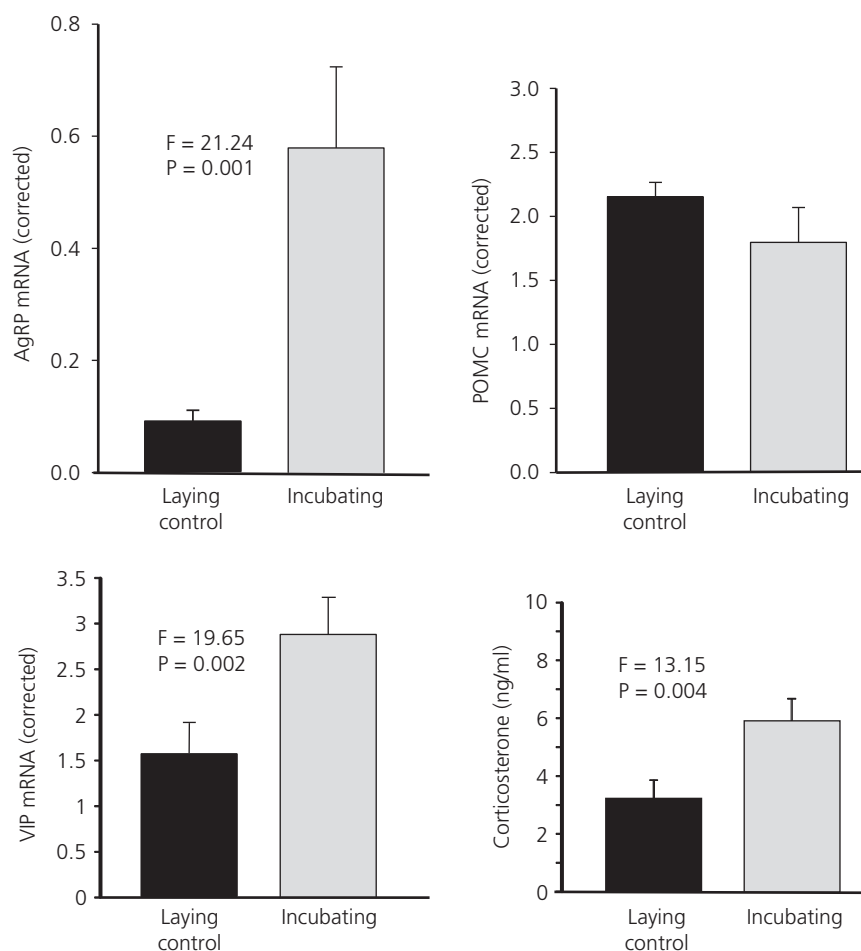 AgRP mRNA (corrected)
0.8
0.6
0.4
0.2
0.0
F = 21.24
P = 0.001
Laying
control
Incubating
POMC mRNA (corrected)
3.0
2.5
2.0
1.5
1.0
0.5
0.0
Laying
control
Incubating
VIP mRNA (corrected)
3.5
3
2.5
2
1.5
1
0.5
0
F = 19.65
P = 0.002
Laying
control
Incubating
Corticosterone (ng/ml)
10
8
6
4
2
0
F = 13.15
P = 0.004
Laying
control
Incubating